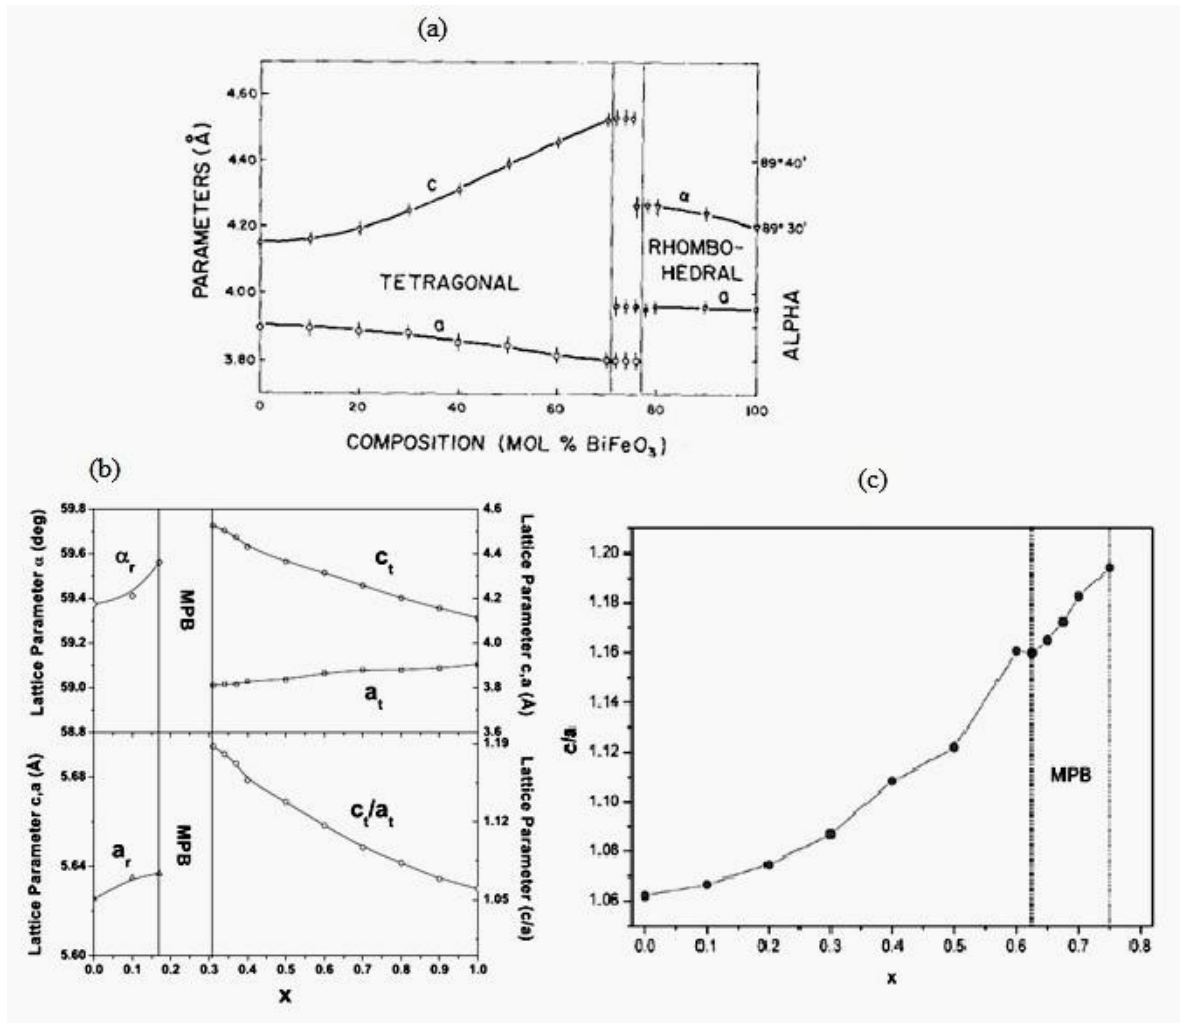 (a)
PARAMETERS (Å)
4.60
4.40
4.20
4.00
3.80
c
a
TETRAGONAL
α
RHOMBO-
HEDRAL
a
89°40'
89°30'
ALPHA
0 20 40 60 80 100
COMPOSITION (MOL % BiFeO3)
(b)
Lattice Parameter α (deg)
59.8
59.6
59.4
59.2
59.0
58.8
αr
MPB
ct
at
4.6
4.4
4.2
4.0
3.8
3.6
Lattice Parameter c,a (Å)
Lattice Parameter c,a (Å)
5.68
5.64
5.60
ar
MPB
ct/at
1.19
1.12
1.05
Lattice Parameter (c/a)
0.0 0.1 0.2 0.3 0.4 0.5 0.6 0.7 0.8 0.9 1.0
X
(c)
c/a
1.20
1.18
1.16
1.14
1.12
1.10
1.08
1.06
MPB
0.0 0.1 0.2 0.3 0.4 0.5 0.6 0.7 0.8
x